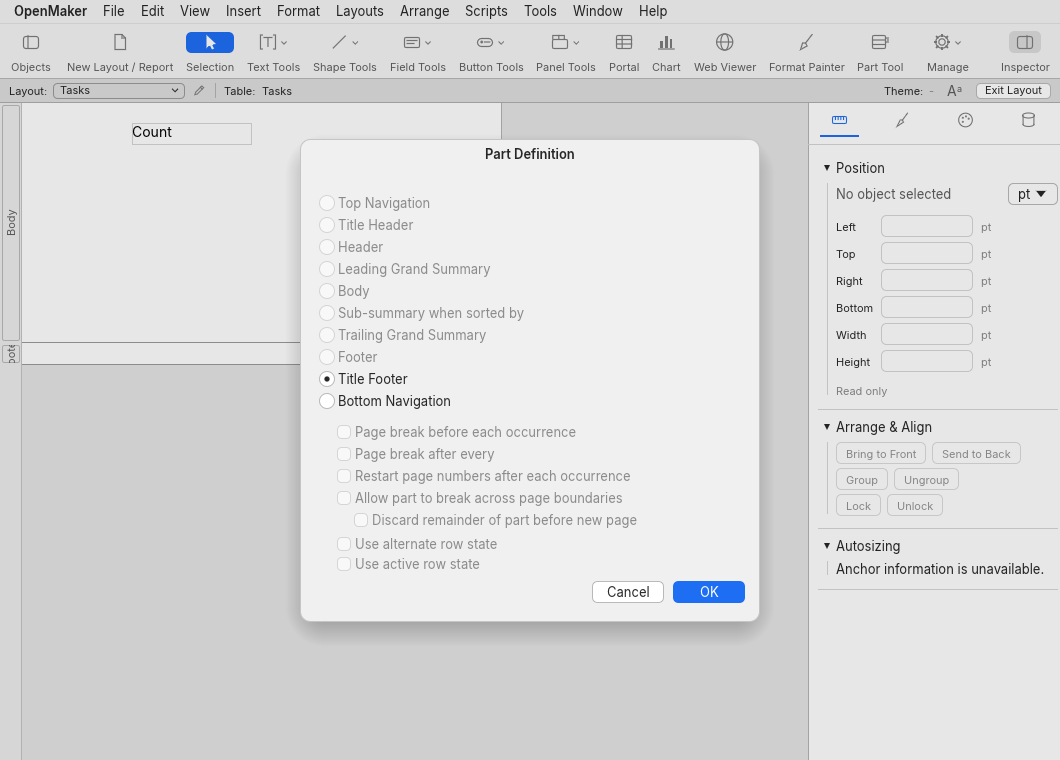 OpenMaker File Edit View Insert Format Layouts Arrange Scripts Tools Window Help
Objects New Layout / Report Selection Text Tools Shape Tools Field Tools Button Tools Panel Tools Portal Chart Web Viewer Format Painter Part Tool Manage Inspector
Layout: Tasks Table: Tasks Theme: - Aa Exit Layout
Count
Body
Part Definition
Top Navigation
Title Header
Header
Leading Grand Summary
Body
Sub-summary when sorted by
Trailing Grand Summary
Footer
Title Footer
Bottom Navigation
Page break before each occurrence
Page break after every
Restart page numbers after each occurrence
Allow part to break across page boundaries
Discard remainder of part before new page
Use alternate row state
Use active row state
Cancel OK
Position
No object selected pt
Left pt
Top pt
Right pt
Bottom pt
Width pt
Height pt
Read only
Arrange & Align
Bring to Front Send to Back
Group Ungroup
Lock Unlock
Autosizing
Anchor information is unavailable.